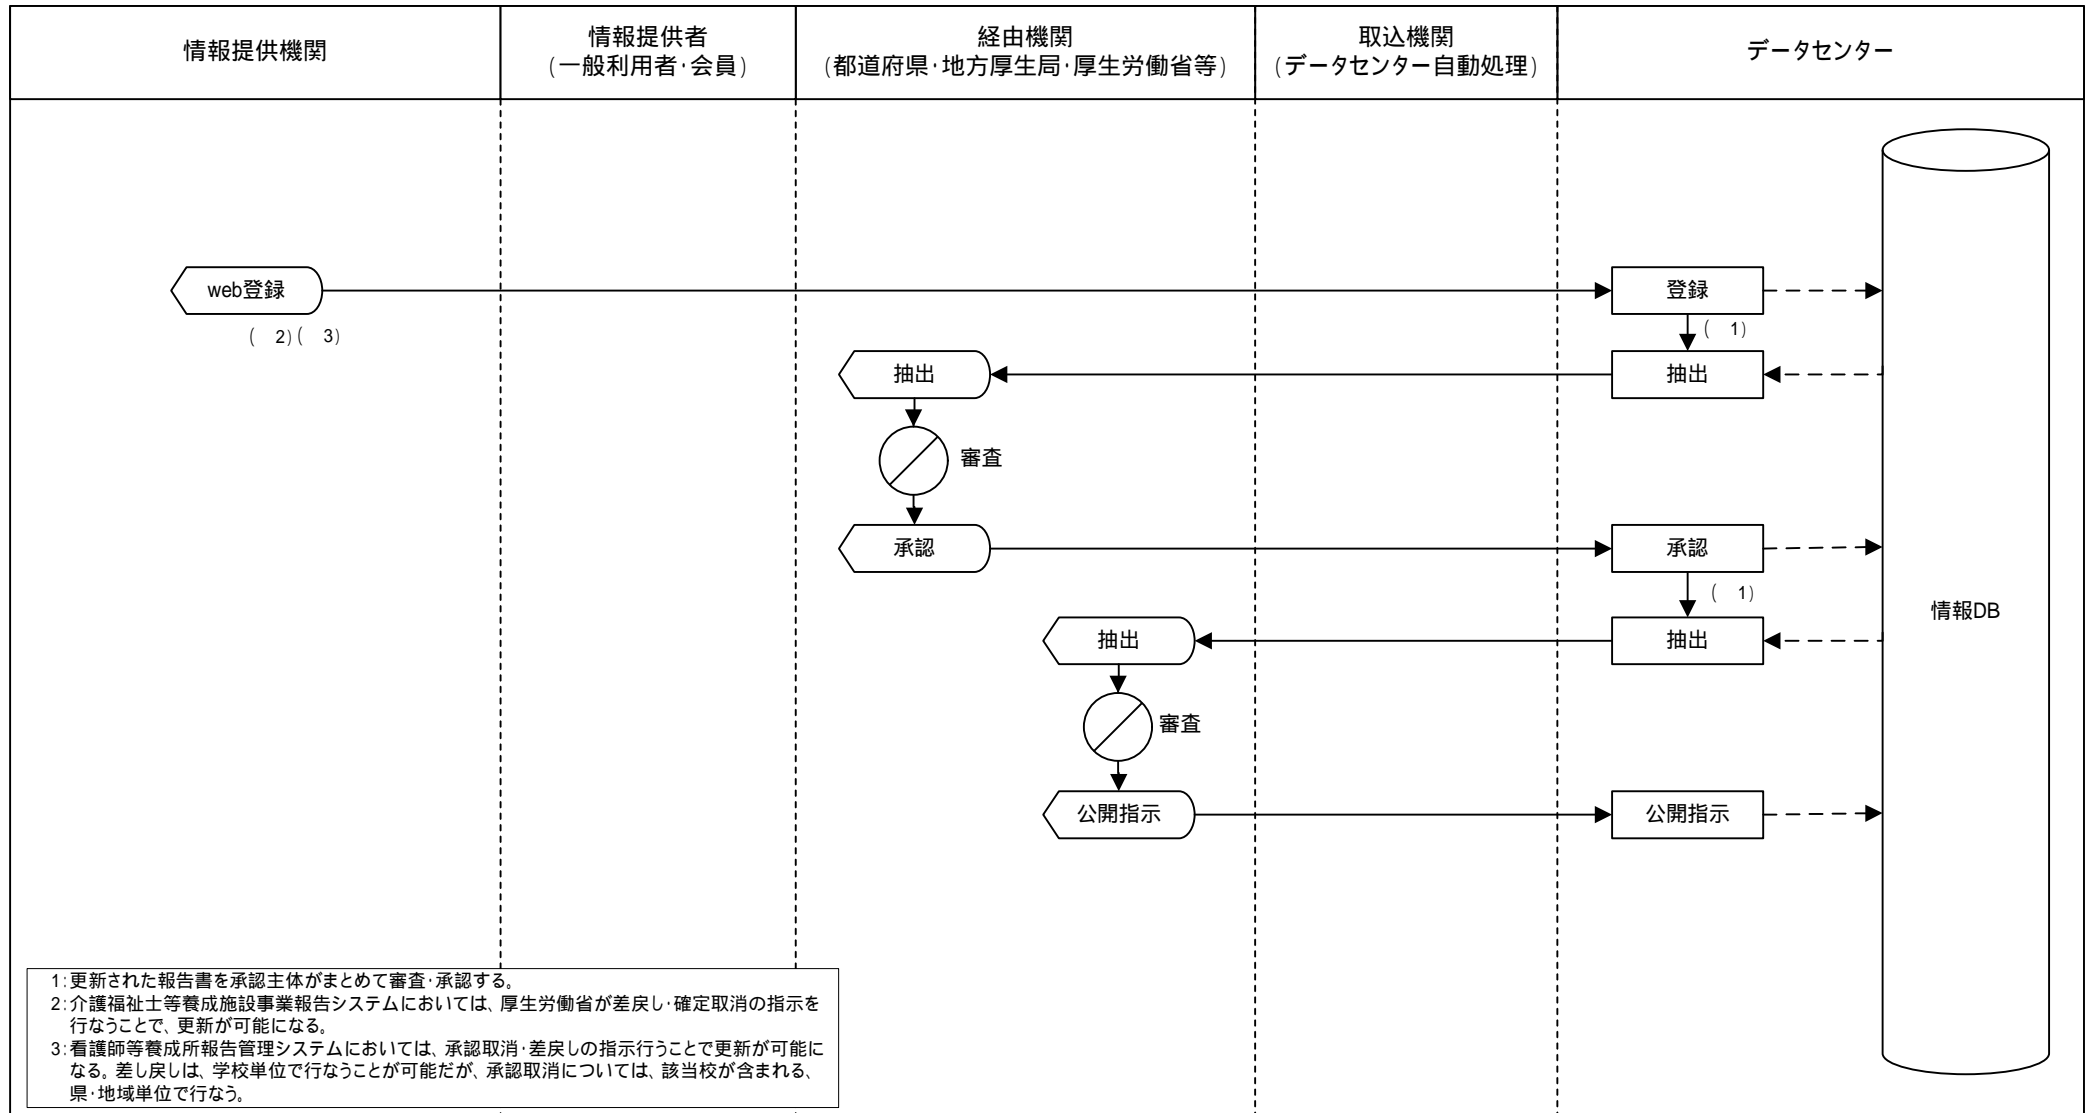 情報提供機関
情報提供者
(一般利用者･会員)
経由機関
(都道府県･地方厚生局･厚生労働省等)
取込機関
(データセンター自動処理)
データセンター
web登録
登録
( 2)( 3)
( 1)
抽出
抽出
審査
承認
承認
( 1)
情報DB
抽出
抽出
審査
公開指示
公開指示
1:更新された報告書を承認主体がまとめて審査･承認する。
2:介護福祉士等養成施設事業報告システムにおいては、厚生労働省が差戻し･確定取消の指示を
行なうことで、更新が可能になる。
3:看護師等養成所報告管理システムにおいては、承認取消･差戻しの指示行うことで更新が可能に
なる。差し戻しは、学校単位で行なうことが可能だが、承認取消については、該当校が含まれる、
県･地域単位で行なう。